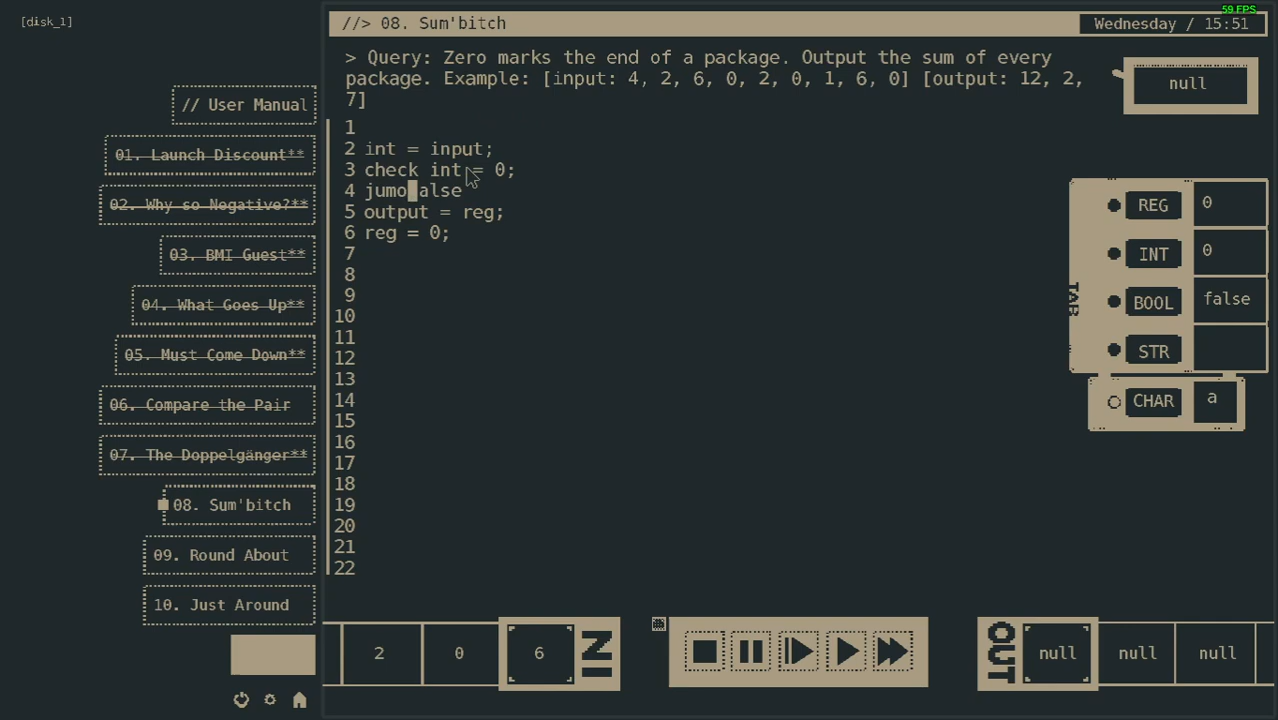 59 FPS
[disk_1]
//> 08. Sum'bitch
Wednesday / 15:51
> Query: Zero marks the end of a package. Output the sum of every
package. Example: [input: 4, 2, 6, 0, 2, 0, 1, 6, 0] [output: 12, 2,
7]
null
// User Manual
01. Launch Discount**
02. Why so Negative?**
03. BMI Guest**
04. What Goes Up**
05. Must Come Down**
06. Compare the Pair
07. The Doppelgänger**
08. Sum'bitch
09. Round About
10. Just Around
1
2 int = input;
3 check int = 0;
4 jumo alse
5 output = reg;
6 reg = 0;
7
8
9
10
11
12
13
14
15
16
17
18
19
20
21
22
REG 0
INT 0
BOOL false
STR
CHAR a
2 0 6 IN
OUT null null null